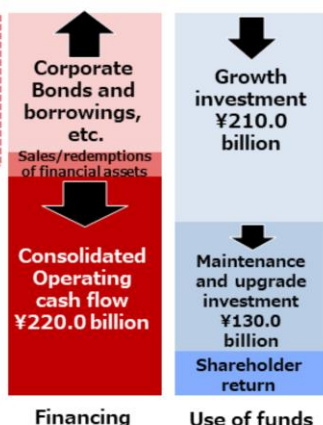 Corporate
Bonds and
borrowings,
etc.
Sales/redemptions
of financial assets
Consolidated
Operating
cash flow
¥220.0 billion
Financing
Growth
investment
¥210.0
billion
Maintenance
and upgrade
investment
¥130.0
billion
Shareholder
return
Use of funds